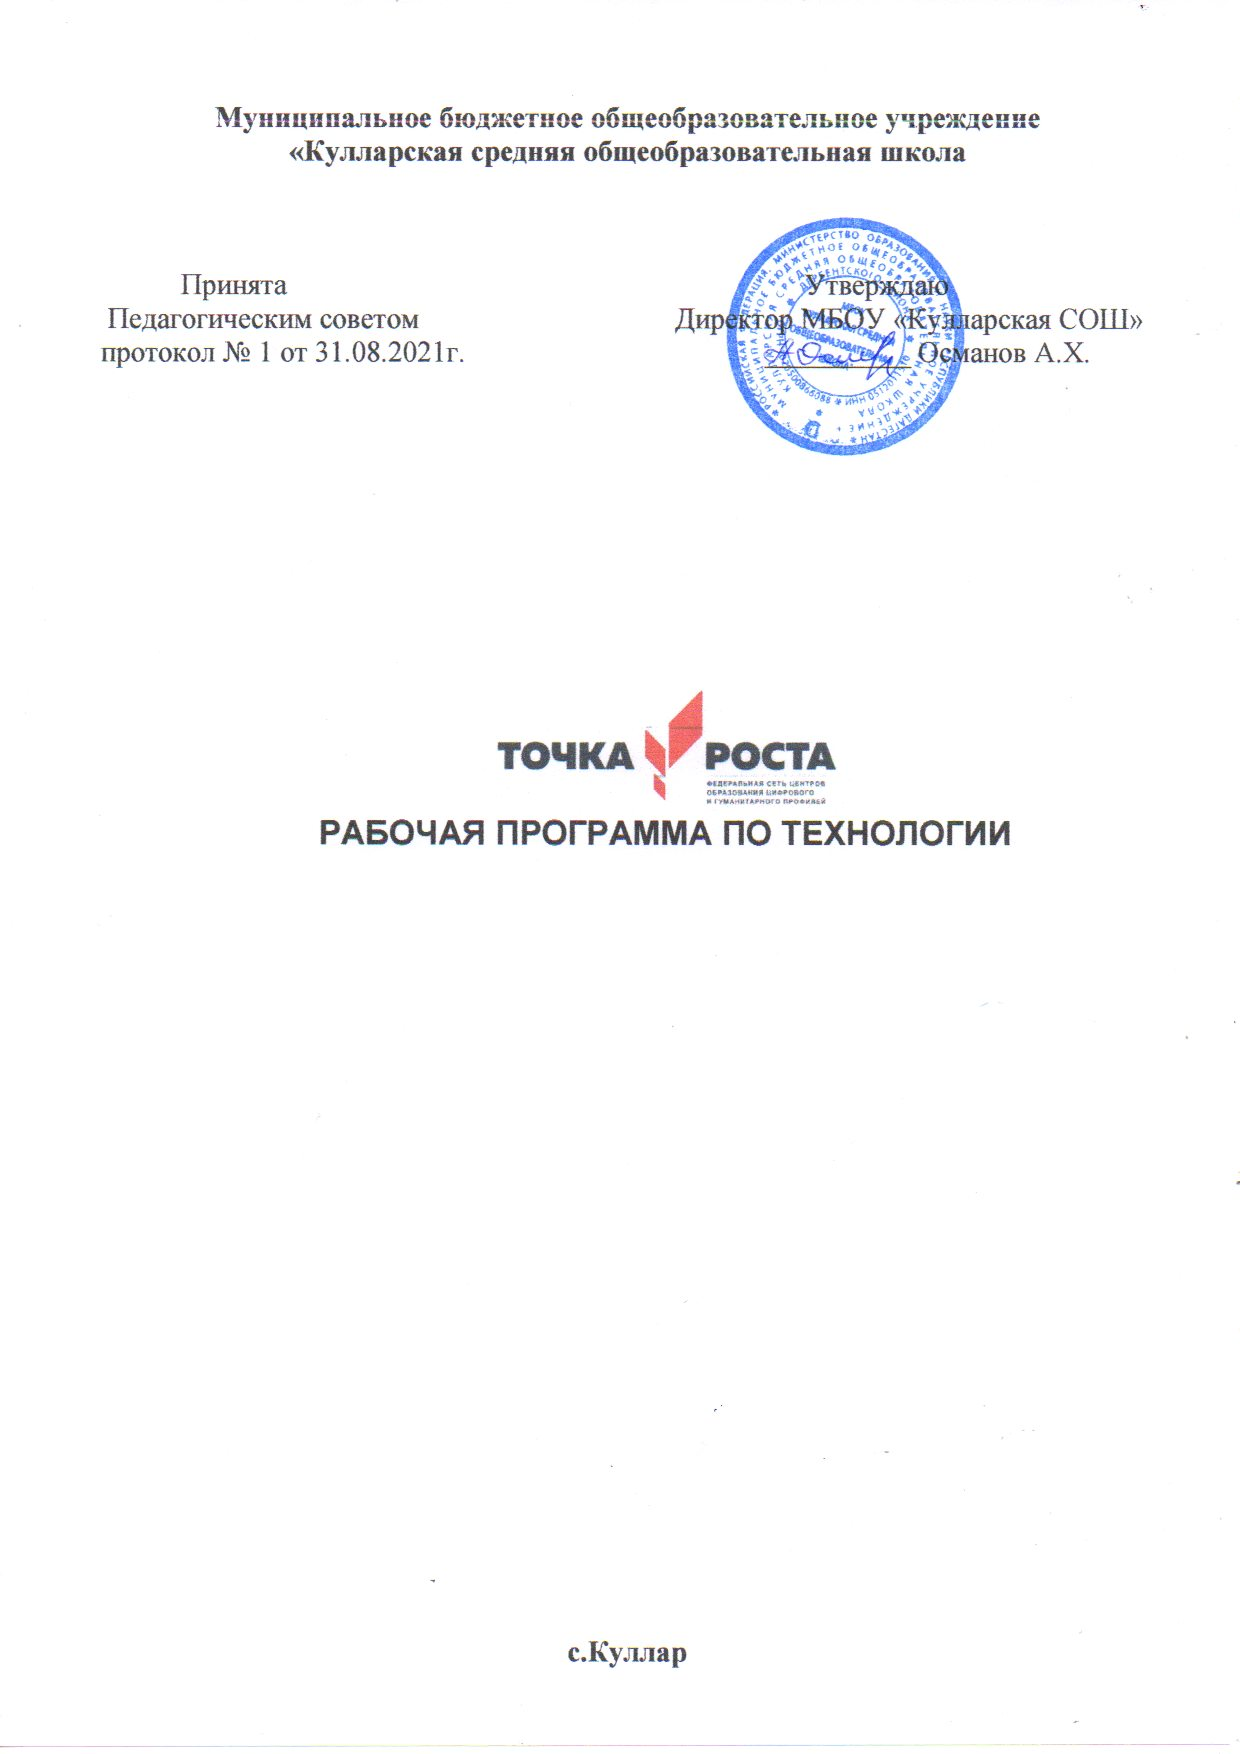 Муниципальное бюджетное общеобразовательное учреждение
«Кулларская средняя общеобразовательная школа
Принята
Педагогическим советом
протокол № 1 от 31.08.2021г.
Утверждаю
Директор МБОУ «Кулларская СОШ»
Османов А.Х.
ТОЧКА РОСТА
ФЕДЕРАЛЬНАЯ СЕТЬ ЦЕНТРОВ
ОБРАЗОВАНИЯ ЦИФРОВОГО
И ГУМАНИТАРНОГО ПРОФИЛЕЙ
РАБОЧАЯ ПРОГРАММА ПО ТЕХНОЛОГИИ
с.Куллар